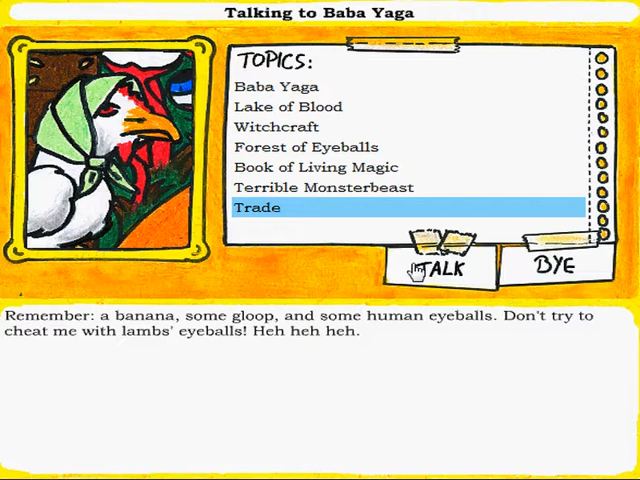 Talking to Baba Yaga
TOPICS:
Baba Yaga
Lake of Blood
Witchcraft
Forest of Eyeballs
Book of Living Magic
Terrible Monsterbeast
Trade
TALK
BYE
Remember: a banana, some gloop, and some human eyeballs. Don't try to
cheat me with lambs' eyeballs! Heh heh heh.